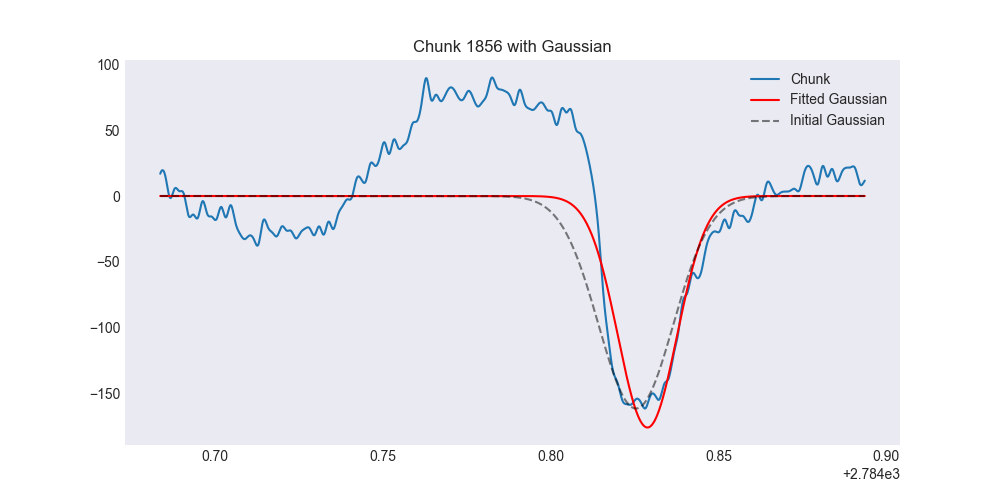 Chunk 1856 with Gaussian
100
50
0
−50
−100
−150
Chunk
Fitted Gaussian
Initial Gaussian
0.70 0.75 0.80 0.85 0.90
+2.784e3